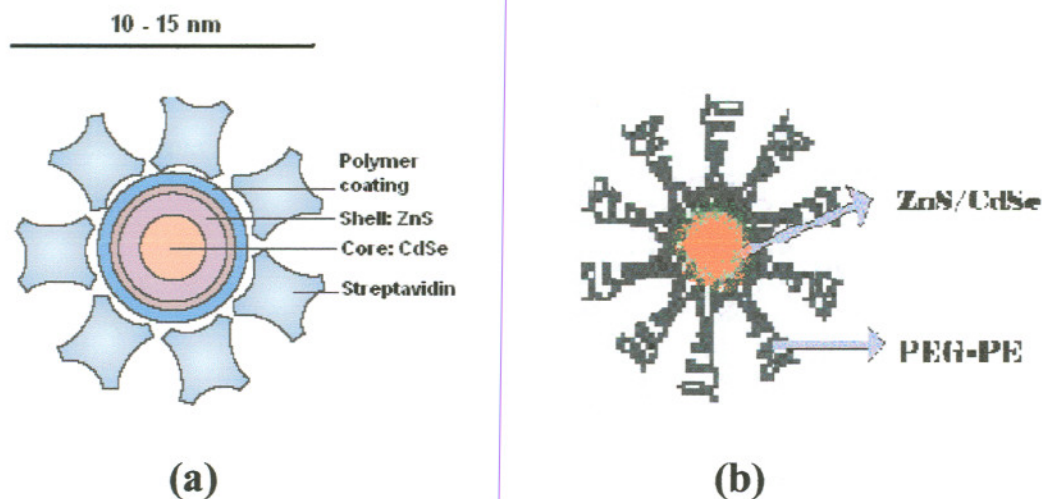 10 - 15 nm
Polymer
coating
Shell: ZnS
Core: CdSe
Streptavidin
(a)
ZnS/CdSe
PEG-PE
(b)